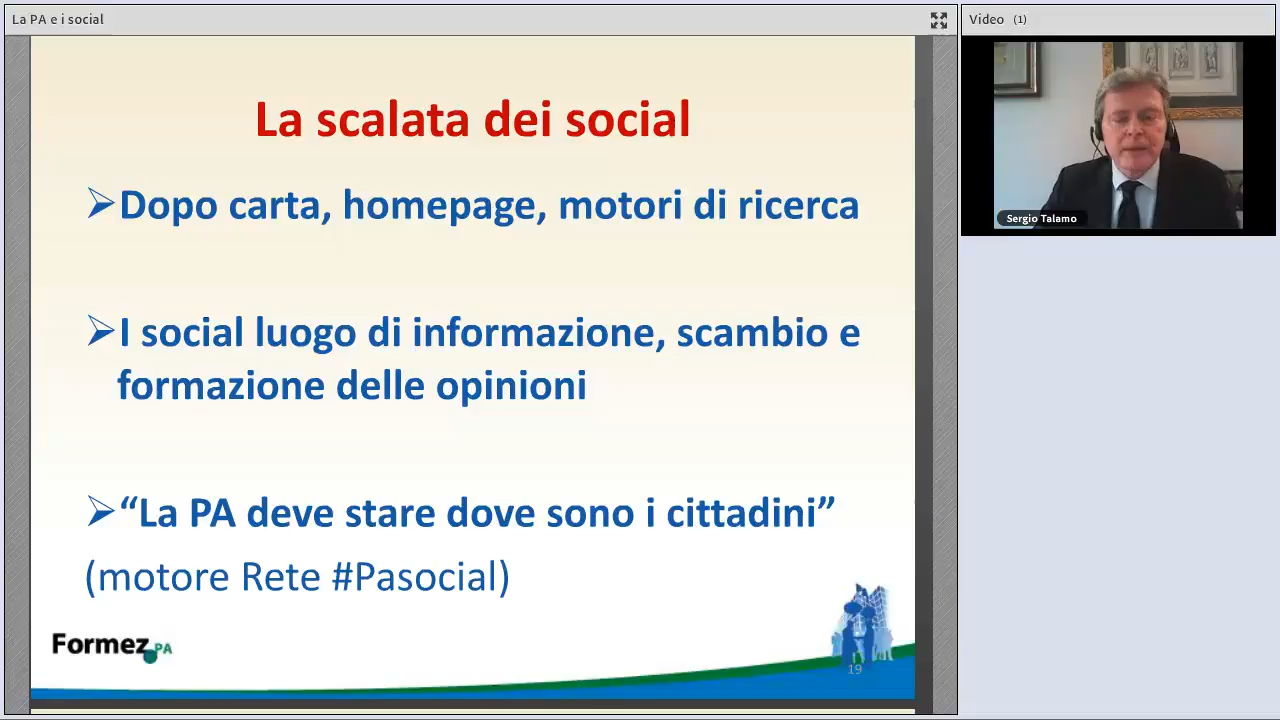 La PA e i social
Video (1)
La scalata dei social
Dopo carta, homepage, motori di ricerca
I social luogo di informazione, scambio e
formazione delle opinioni
“La PA deve stare dove sono i cittadini”
(motore Rete #Pasocial)
Formez PA
19
Sergio Talamo